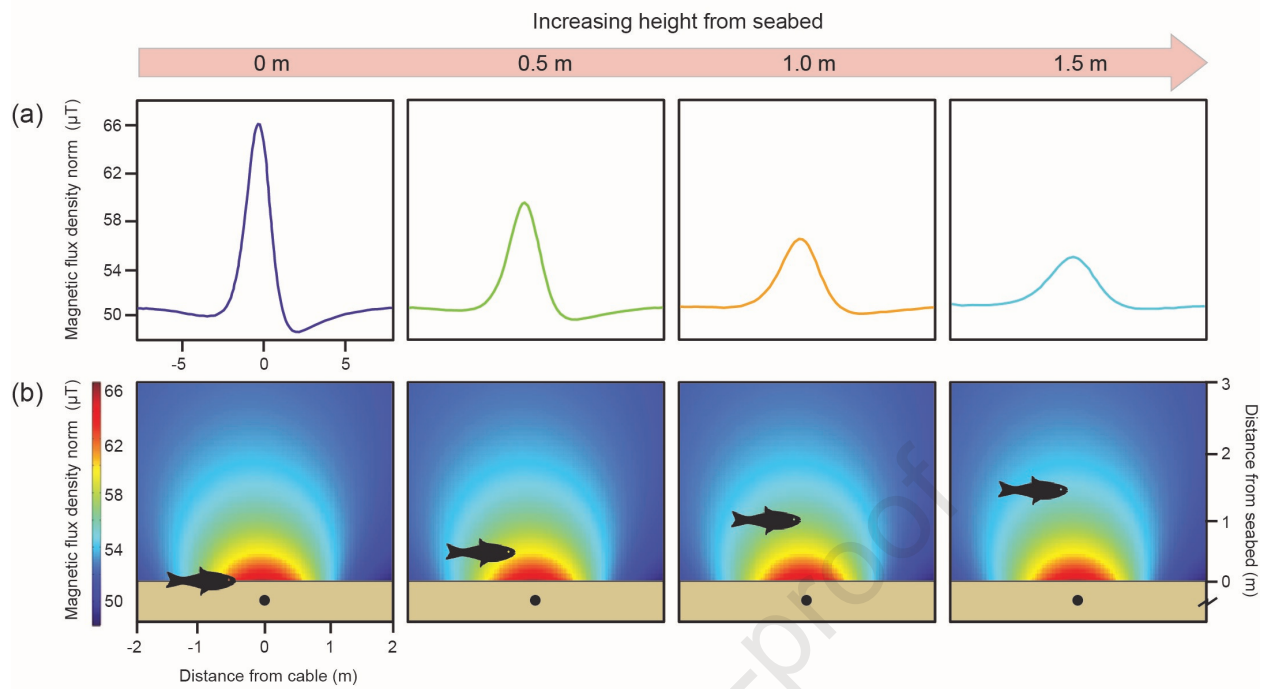 Increasing height from seabed
0 m 0.5 m 1.0 m 1.5 m
(a)
Magnetic flux density norm (µT)
66
62
58
54
50
-5 0 5
(b)
Magnetic flux density norm (µT)
66
62
58
54
50
3
2
1
0
Distance from seabed (m)
-2 -1 0 1 2
Distance from cable (m)
-proof